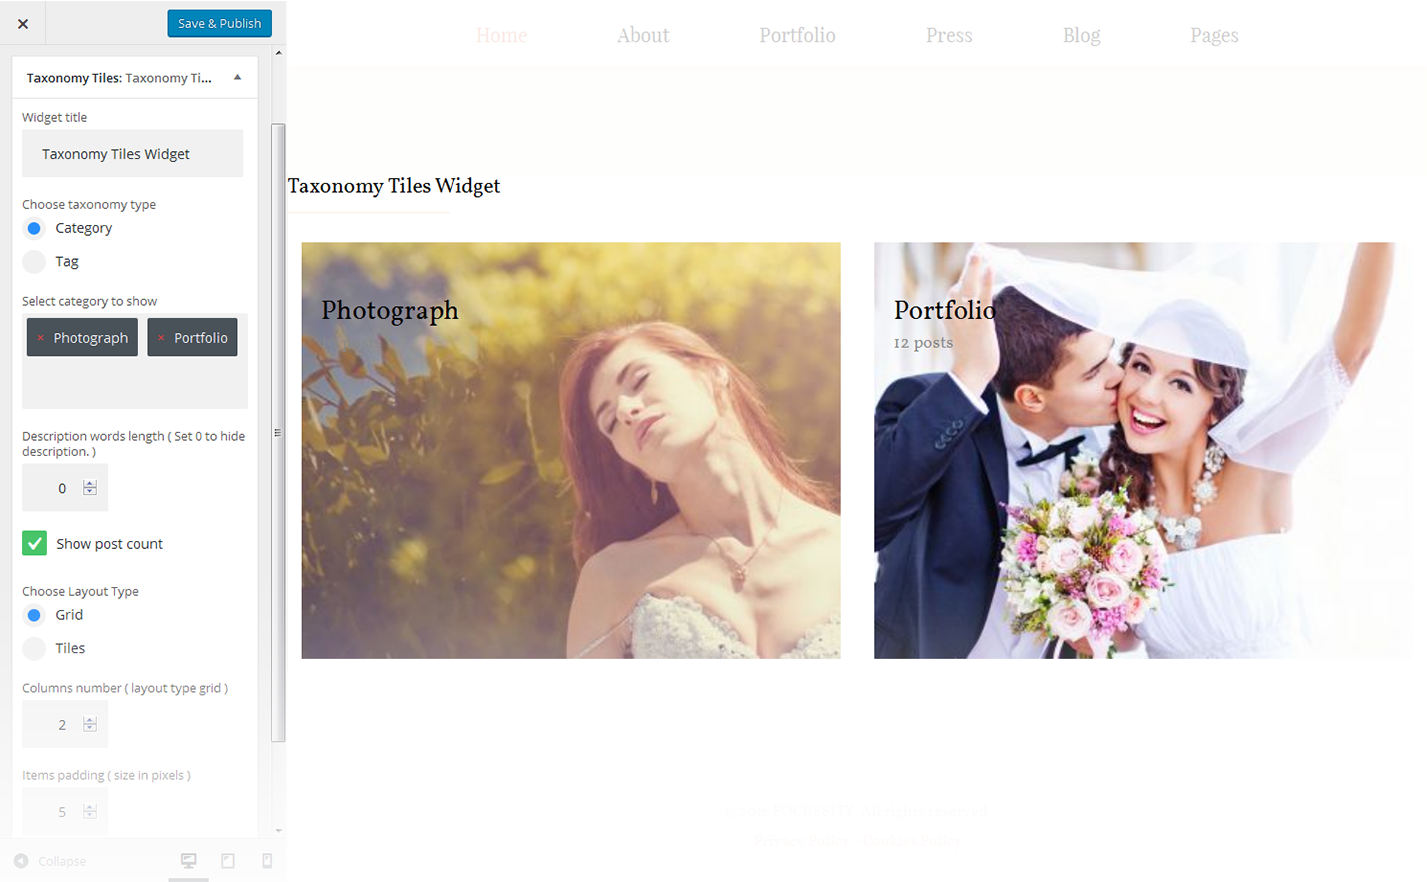 Save & Publish
Taxonomy Tiles: Taxonomy Ti...
Widget title
Taxonomy Tiles Widget
Choose taxonomy type
Category
Tag
Select category to show
× Photograph × Portfolio
Description words length ( Set 0 to hide
description. )
0
Show post count
Choose Layout Type
Grid
Tiles
Columns number ( layout type grid )
2
Items padding ( size in pixels )
5
Collapse
Home About Portfolio Press Blog Pages
Taxonomy Tiles Widget
Photograph
Portfolio
12 posts